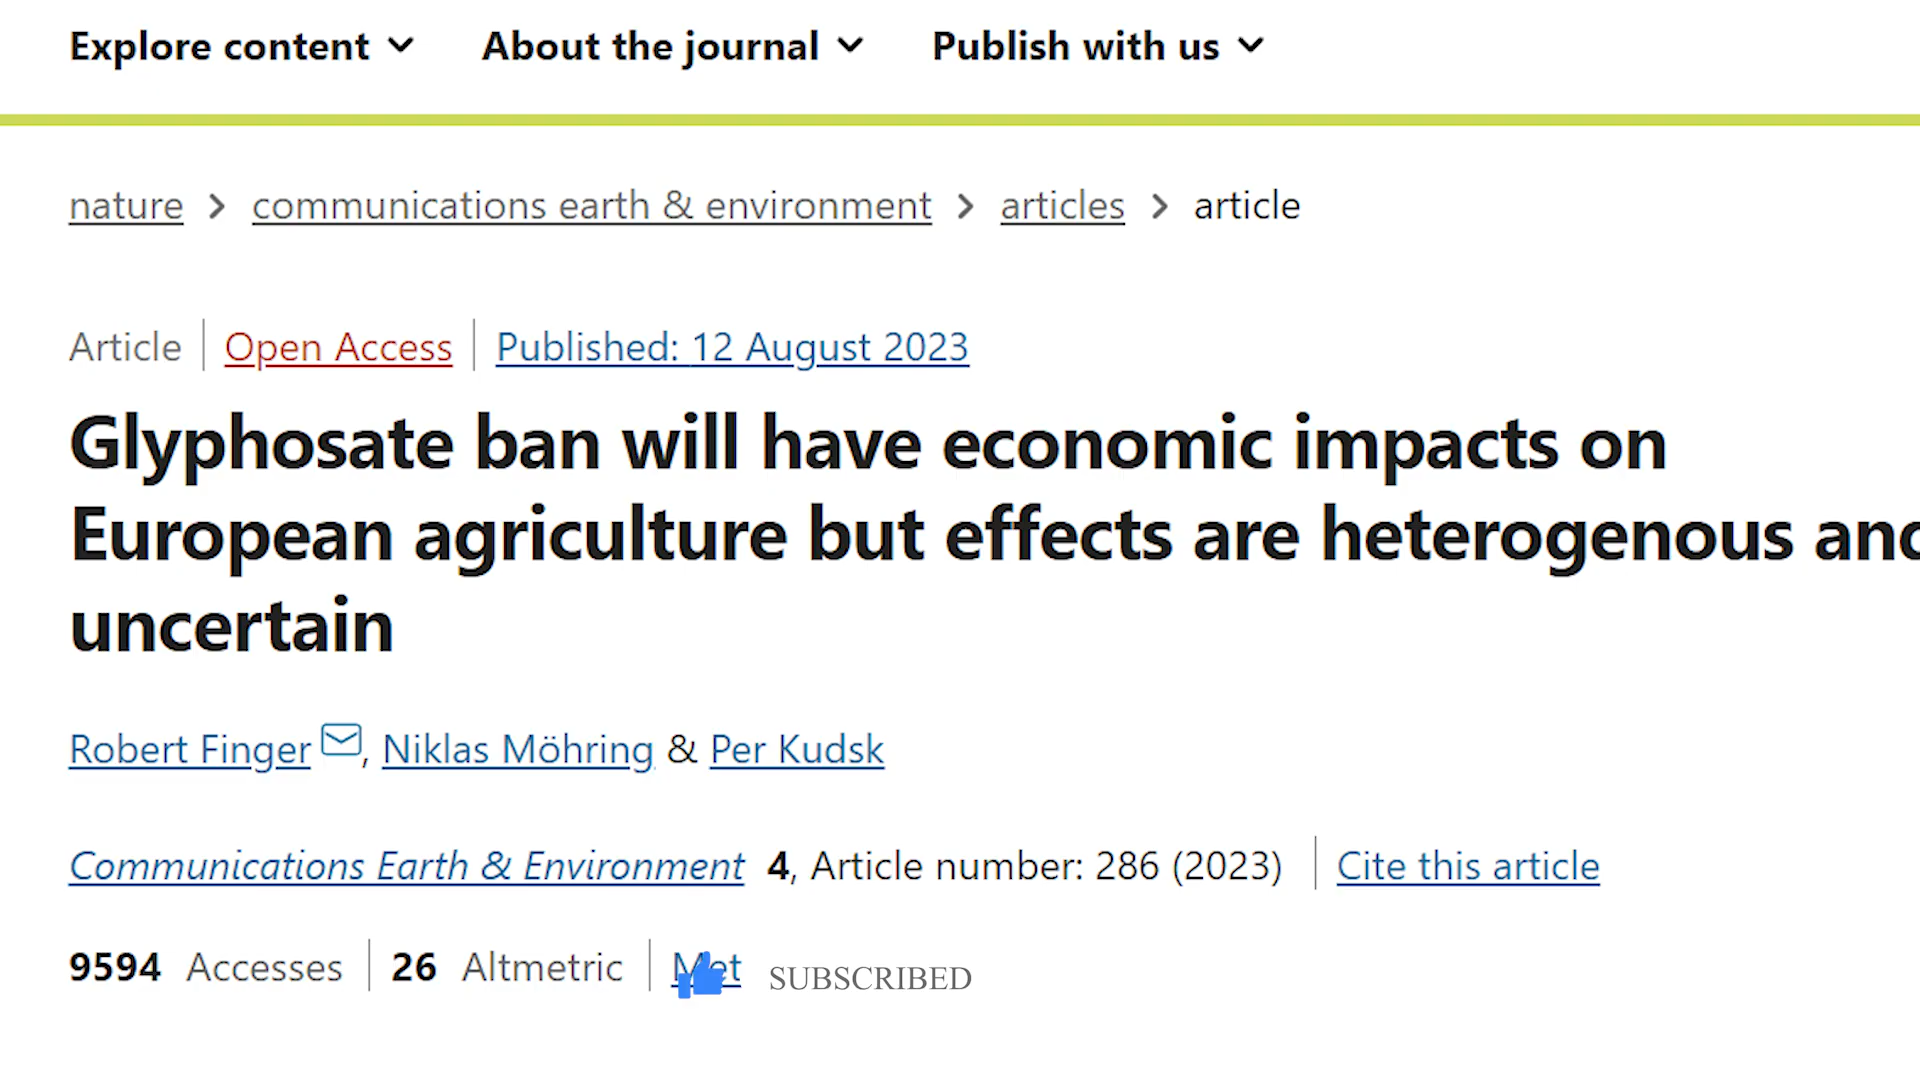 Explore content About the journal Publish with us
nature > communications earth & environment > articles > article
Article Open Access Published: 12 August 2023
Glyphosate ban will have economic impacts on
European agriculture but effects are heterogenous and
uncertain
Robert Finger, Niklas Möhring & Per Kudsk
Communications Earth & Environment 4, Article number: 286 (2023) Cite this article
9594 Accesses 26 Altmetric SUBSCRIBED